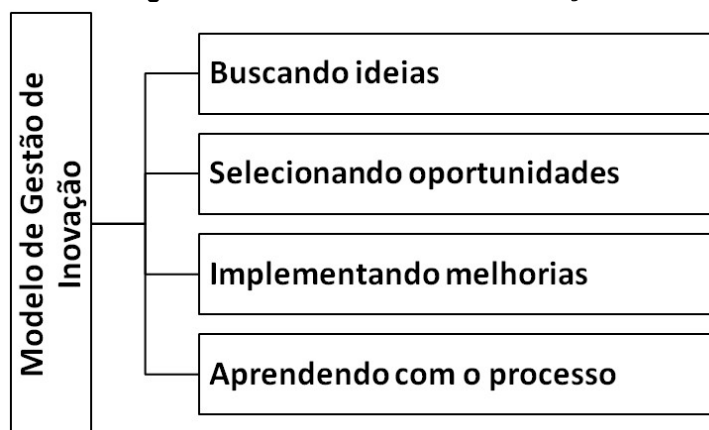 Modelo de Gestão de
Inovação
Buscando ideias
Selecionando oportunidades
Implementando melhorias
Aprendendo com o processo